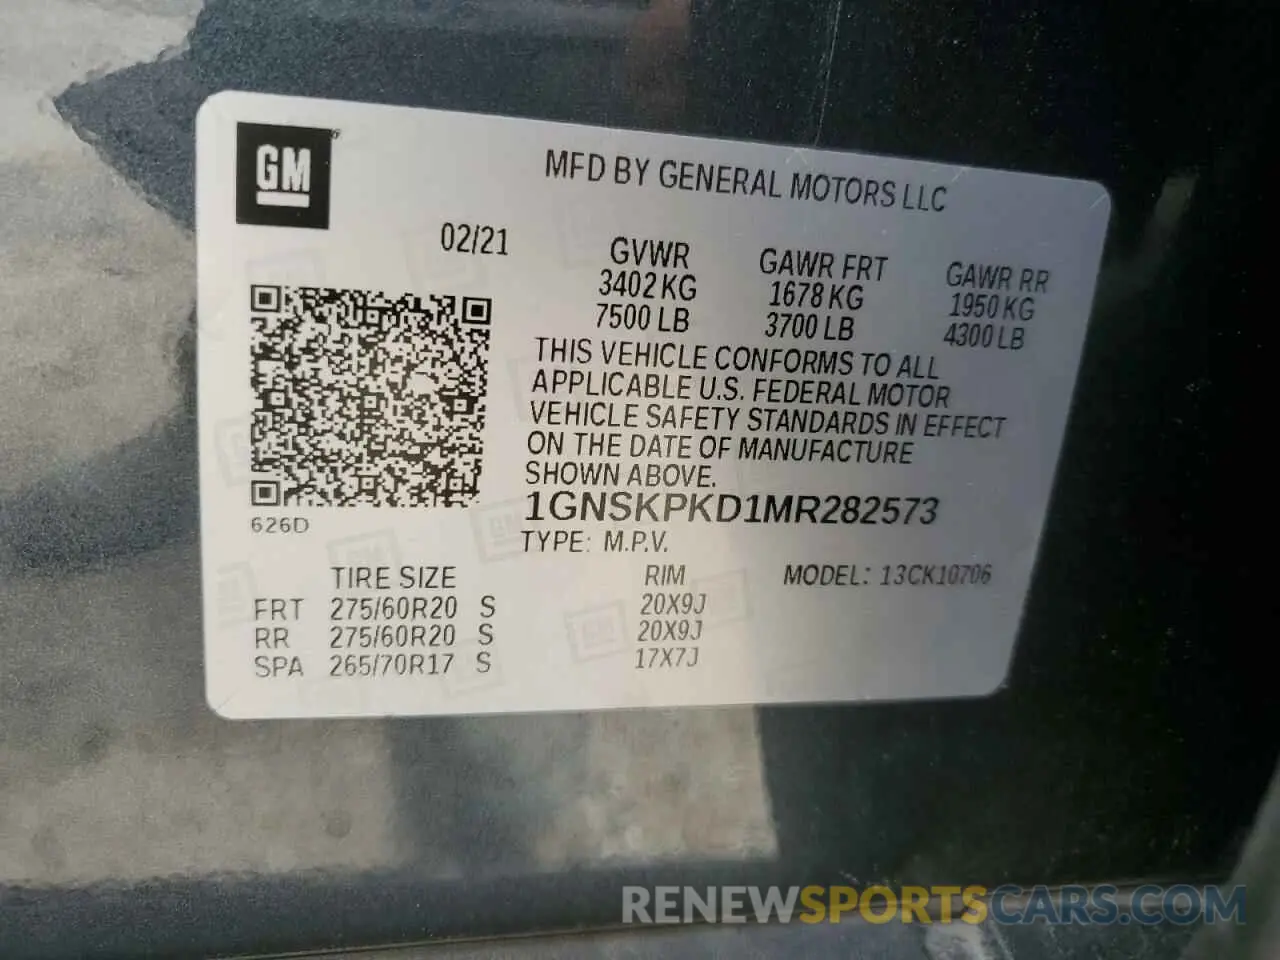 GM
MFD BY GENERAL MOTORS LLC
02/21
GVWR
3402 KG
7500 LB
GAWR FRT
1678 KG
3700 LB
GAWR RR
1950 KG
4300 LB
THIS VEHICLE CONFORMS TO ALL
APPLICABLE U.S. FEDERAL MOTOR
VEHICLE SAFETY STANDARDS IN EFFECT
ON THE DATE OF MANUFACTURE
SHOWN ABOVE.
1GNSKPKD1MR282573
626D
TYPE: M.P.V.
TIRE SIZE RIM MODEL: 13CK10706
FRT 275/60R20 S 20X9J
RR 275/60R20 S 20X9J
SPA 265/70R17 S 17X7J
RENEWSPORTSCARS.COM